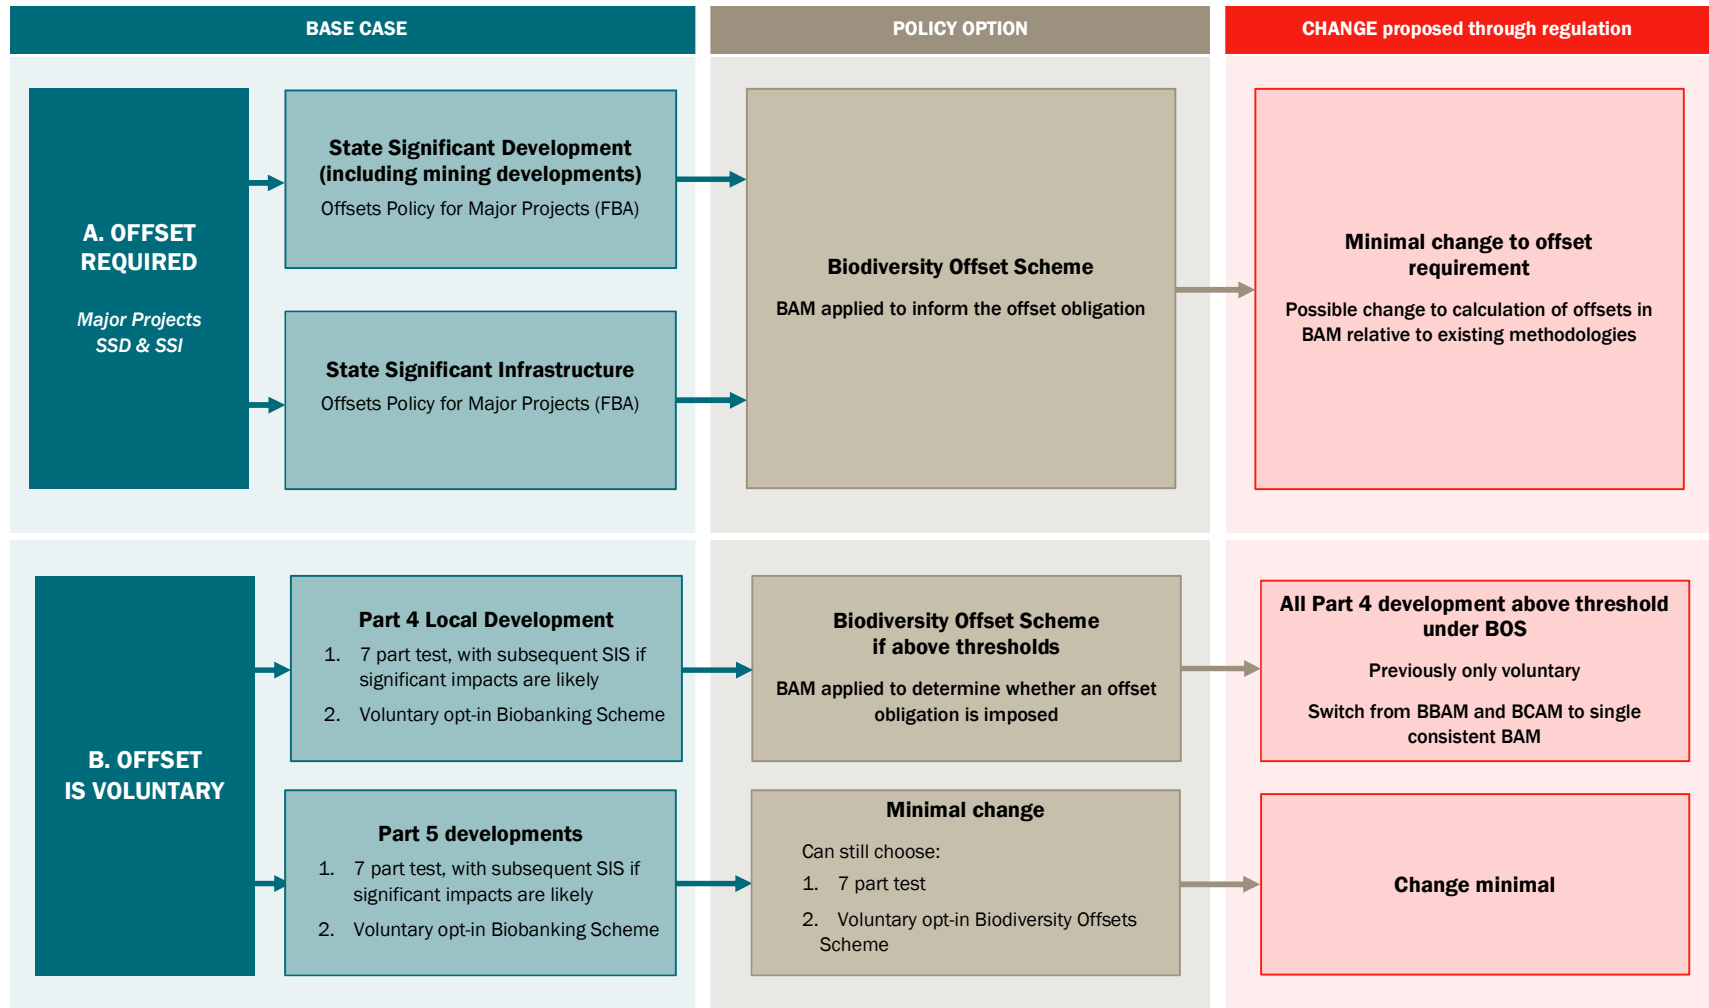 BASE CASE
POLICY OPTION
CHANGE proposed through regulation
A. OFFSET
REQUIRED
Major Projects
SSD & SSI
State Significant Development
(including mining developments)
Offsets Policy for Major Projects (FBA)
State Significant Infrastructure
Offsets Policy for Major Projects (FBA)
Biodiversity Offset Scheme
BAM applied to inform the offset obligation
Minimal change to offset
requirement
Possible change to calculation of offsets in
BAM relative to existing methodologies
B. OFFSET
IS VOLUNTARY
Part 4 Local Development
1. 7 part test, with subsequent SIS if
significant impacts are likely
2. Voluntary opt-in Biobanking Scheme
Biodiversity Offset Scheme
if above thresholds
BAM applied to determine whether an offset
obligation is imposed
All Part 4 development above threshold
under BOS
Previously only voluntary
Switch from BBAM and BCAM to single
consistent BAM
Part 5 developments
1. 7 part test, with subsequent SIS if
significant impacts are likely
2. Voluntary opt-in Biobanking Scheme
Minimal change
Can still choose:
1. 7 part test
2. Voluntary opt-in Biodiversity Offsets
Scheme
Change minimal